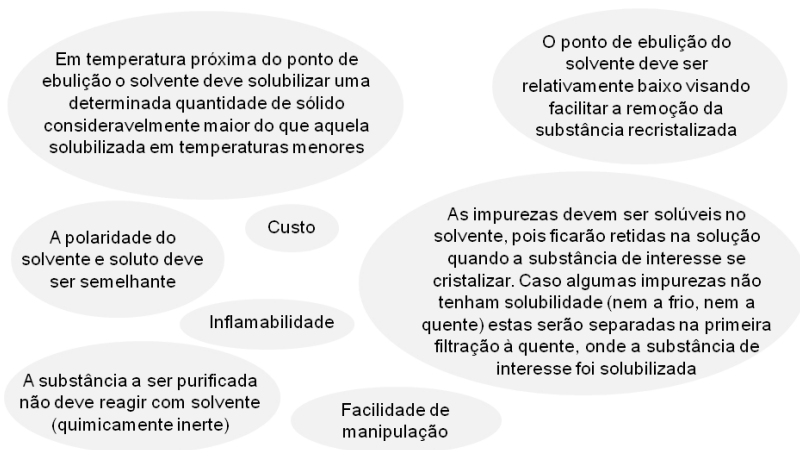 Em temperatura próxima do ponto de
ebulição o solvente deve solubilizar uma
determinada quantidade de sólido
consideravelmente maior do que aquela
solubilizada em temperaturas menores
O ponto de ebulição do
solvente deve ser
relativamente baixo visando
facilitar a remoção da
substância recristalizada
A polaridade do
solvente e soluto deve
ser semelhante
Custo
As impurezas devem ser solúveis no
solvente, pois ficarão retidas na solução
quando a substância de interesse se
cristalizar. Caso algumas impurezas não
tenham solubilidade (nem a frio, nem a
quente) estas serão separadas na primeira
filtração à quente, onde a substância de
interesse foi solubilizada
Inflamabilidade
A substância a ser purificada
não deve reagir com solvente
(quimicamente inerte)
Facilidade de
manipulação